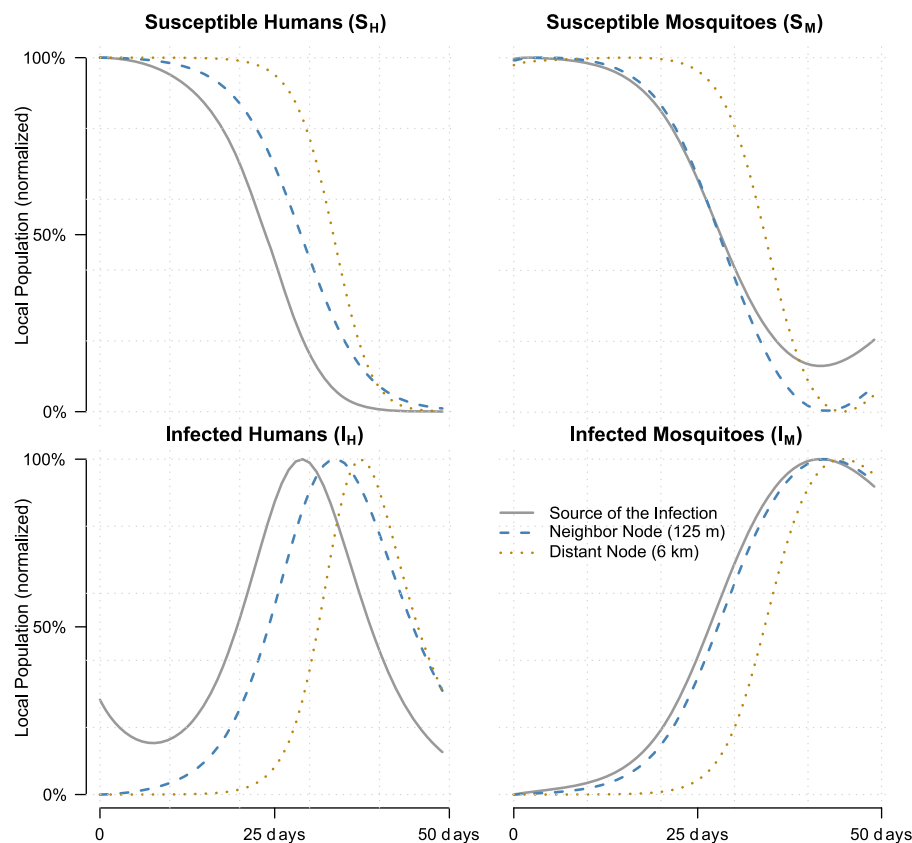 Susceptible Humans (S_H)
Susceptible Mosquitoes (S_M)
100%
50%
0%
Local Population (normalized)
Infected Humans (I_H)
Infected Mosquitoes (I_M)
100%
50%
0%
Local Population (normalized)
Source of the Infection
Neighbor Node (125 m)
Distant Node (6 km)
0
25 days
50 days
0
25 days
50 days